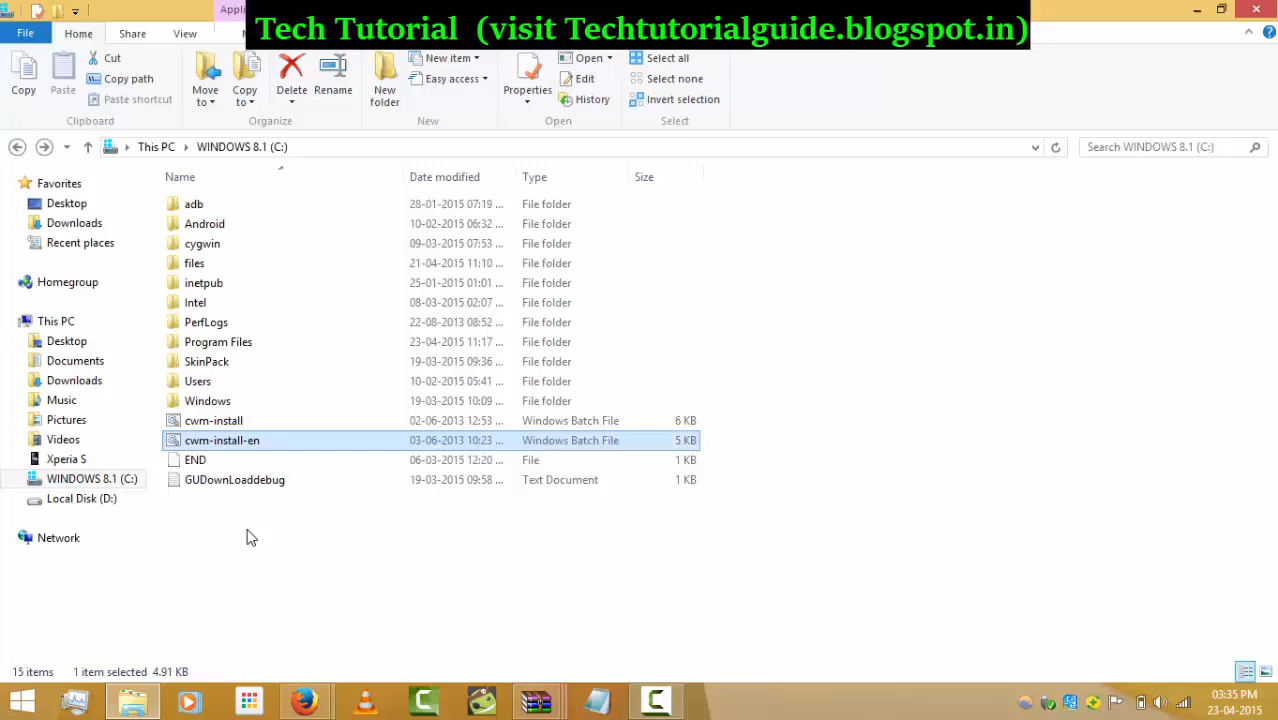 Appli
Tech Tutorial (visit Techtutorialguide.blogspot.in)
File Home Share View
Cut
Copy path
Paste shortcut
Copy Paste
Clipboard
Move to Copy to Delete Rename
Organize
New folder
New item
Easy access
New
Properties
Open
Edit
History
Open
Select all
Select none
Invert selection
Select
This PC WINDOWS 8.1 (C:)
Search WINDOWS 8.1 (C:)
Name Date modified Type Size
Favorites
Desktop
Downloads
Recent places
Homegroup
This PC
Desktop
Documents
Downloads
Music
Pictures
Videos
Xperia S
WINDOWS 8.1 (C:)
Local Disk (D:)
Network
adb 28-01-2015 07:19 ... File folder
Android 10-02-2015 06:32 ... File folder
cygwin 09-03-2015 07:53 ... File folder
files 21-04-2015 11:10 ... File folder
inetpub 25-01-2015 01:01 ... File folder
Intel 08-03-2015 02:07 ... File folder
PerfLogs 22-08-2013 08:52 ... File folder
Program Files 23-04-2015 11:17 ... File folder
SkinPack 19-03-2015 09:36 ... File folder
Users 10-02-2015 05:41 ... File folder
Windows 19-03-2015 10:09 ... File folder
cwm-install 02-06-2013 12:53 ... Windows Batch File 6 KB
cwm-install-en 03-06-2013 10:23 ... Windows Batch File 5 KB
END 06-03-2015 12:20 ... File 1 KB
GUDownLoaddebug 19-03-2015 09:58 ... Text Document 1 KB
15 items 1 item selected 4.91 KB
03:35 PM
23-04-2015